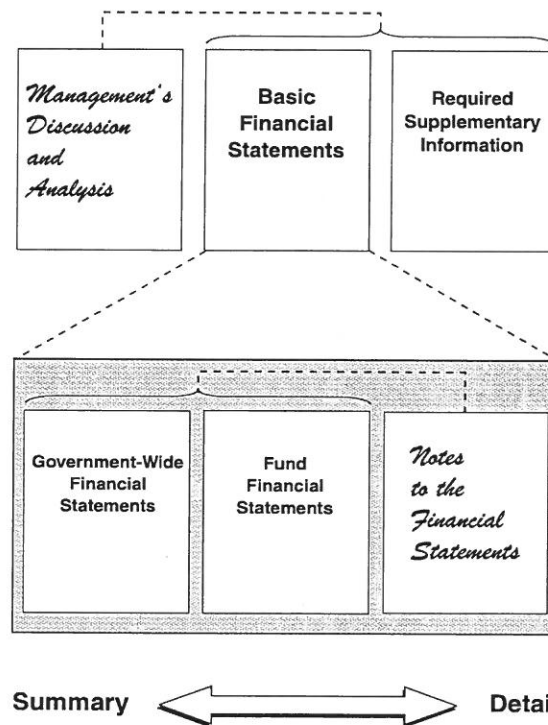 Management's
Discussion
and
Analysis
Basic
Financial
Statements
Required
Supplementary
Information
Government-Wide
Financial
Statements
Fund
Financial
Statements
Notes
to the
Financial
Statements
Summary
Detai